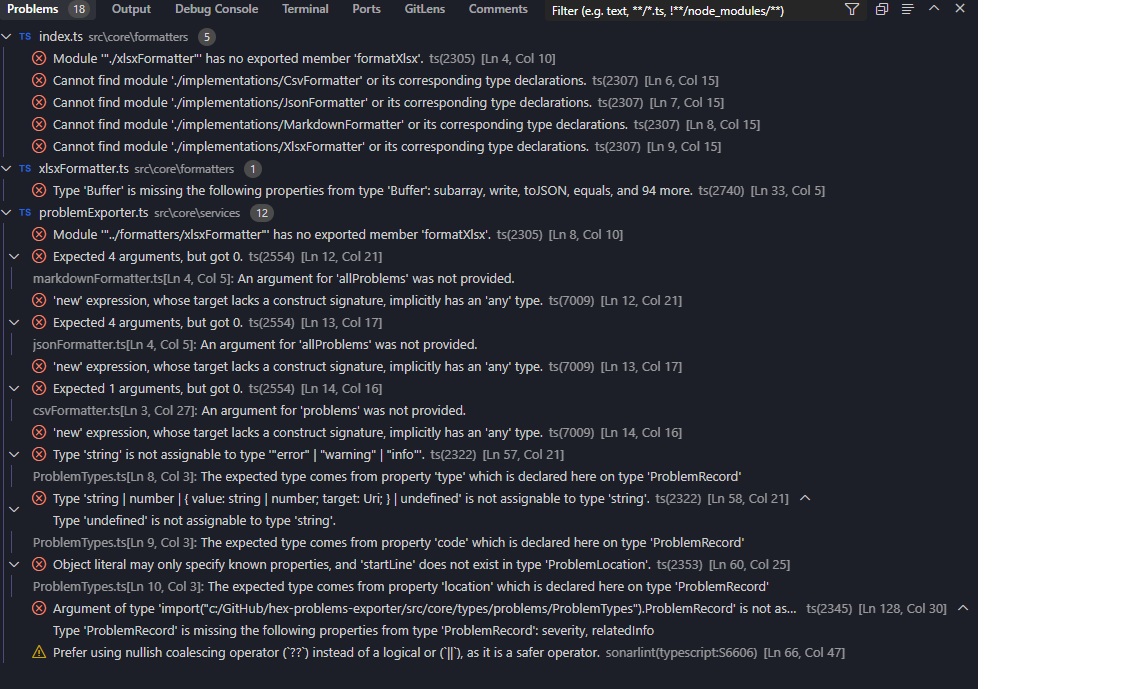 Problems 18 Output Debug Console Terminal Ports GitLens Comments Filter (e.g. text, **/*.ts, !**/node_modules/**)
TS index.ts src\core\formatters 5
Module '"./xlsxFormatter"' has no exported member 'formatXlsx'. ts(2305) [Ln 4, Col 10]
Cannot find module './implementations/CsvFormatter' or its corresponding type declarations. ts(2307) [Ln 6, Col 15]
Cannot find module './implementations/JsonFormatter' or its corresponding type declarations. ts(2307) [Ln 7, Col 15]
Cannot find module './implementations/MarkdownFormatter' or its corresponding type declarations. ts(2307) [Ln 8, Col 15]
Cannot find module './implementations/XlsxFormatter' or its corresponding type declarations. ts(2307) [Ln 9, Col 15]
TS xlsxFormatter.ts src\core\formatters 1
Type 'Buffer' is missing the following properties from type 'Buffer': subarray, write, toJSON, equals, and 94 more. ts(2740) [Ln 33, Col 5]
TS problemExporter.ts src\core\services 12
Module '"../formatters/xlsxFormatter"' has no exported member 'formatXlsx'. ts(2305) [Ln 8, Col 10]
Expected 4 arguments, but got 0. ts(2554) [Ln 12, Col 21]
markdownFormatter.ts[Ln 4, Col 5]: An argument for 'allProblems' was not provided.
'new' expression, whose target lacks a construct signature, implicitly has an 'any' type. ts(7009) [Ln 12, Col 21]
Expected 4 arguments, but got 0. ts(2554) [Ln 13, Col 17]
jsonFormatter.ts[Ln 4, Col 5]: An argument for 'allProblems' was not provided.
'new' expression, whose target lacks a construct signature, implicitly has an 'any' type. ts(7009) [Ln 13, Col 17]
Expected 1 arguments, but got 0. ts(2554) [Ln 14, Col 16]
csvFormatter.ts[Ln 3, Col 27]: An argument for 'problems' was not provided.
'new' expression, whose target lacks a construct signature, implicitly has an 'any' type. ts(7009) [Ln 14, Col 16]
Type 'string' is not assignable to type '"error" | "warning" | "info"'. ts(2322) [Ln 57, Col 21]
ProblemTypes.ts[Ln 8, Col 3]: The expected type comes from property 'type' which is declared here on type 'ProblemRecord'
Type 'string | number | { value: string | number; target: Uri; } | undefined' is not assignable to type 'string'. ts(2322) [Ln 58, Col 21]
Type 'undefined' is not assignable to type 'string'.
ProblemTypes.ts[Ln 9, Col 3]: The expected type comes from property 'code' which is declared here on type 'ProblemRecord'
Object literal may only specify known properties, and 'startLine' does not exist in type 'ProblemLocation'. ts(2353) [Ln 60, Col 25]
ProblemTypes.ts[Ln 10, Col 3]: The expected type comes from property 'location' which is declared here on type 'ProblemRecord'
Argument of type 'import("c:/GitHub/hex-problems-exporter/src/core/types/problems/ProblemTypes").ProblemRecord' is not as... ts(2345) [Ln 128, Col 30]
Type 'ProblemRecord' is missing the following properties from type 'ProblemRecord': severity, relatedInfo
Prefer using nullish coalescing operator (`??`) instead of a logical or (`||`), as it is a safer operator. sonarlint(typescript:S6606) [Ln 66, Col 47]